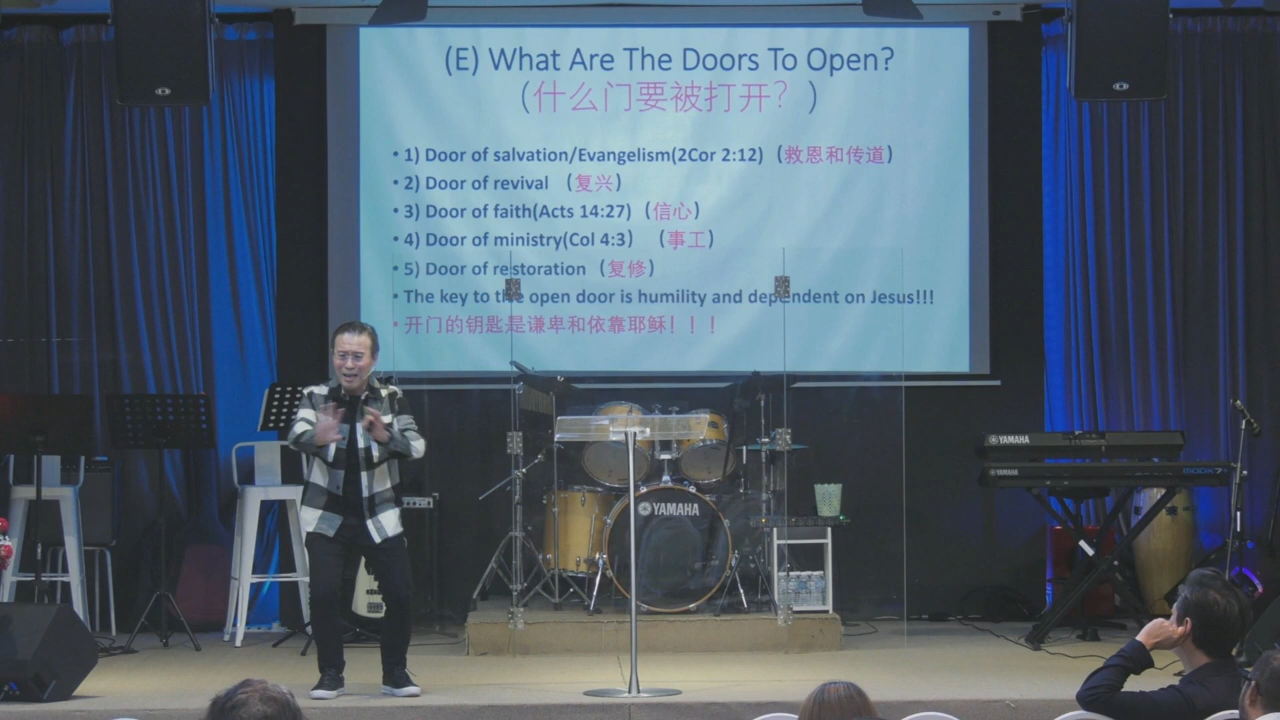 (E) What Are The Doors To Open?
（什么门要被打开？）
• 1) Door of salvation/Evangelism(2Cor 2:12)（救恩和传道）
• 2) Door of revival （复兴）
• 3) Door of faith(Acts 14:27)（信心）
• 4) Door of ministry(Col 4:3) （事工）
• 5) Door of restoration （复修）
• The key to the open door is humility and dependent on Jesus!!!
• 开门的钥匙是谦卑和依靠耶稣！！！
YAMAHA
YAMAHA
YAMAHA
MODX7